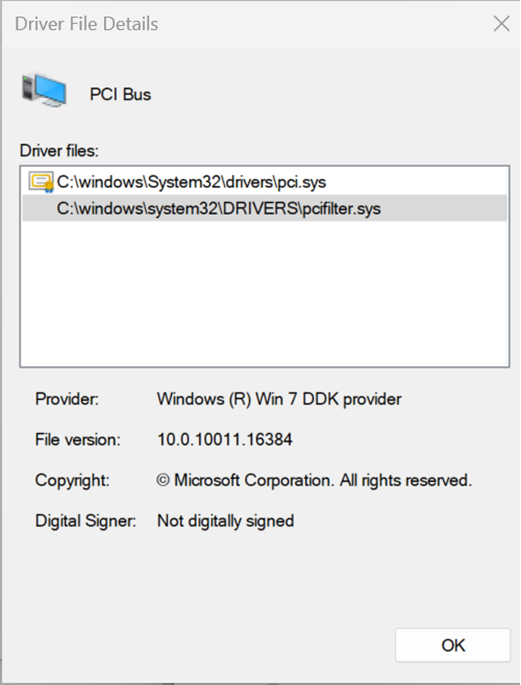 Driver File Details
PCI Bus
Driver files:
C:\windows\System32\drivers\pci.sys
C:\windows\system32\DRIVERS\pcifilter.sys
Provider: Windows (R) Win 7 DDK provider
File version: 10.0.10011.16384
Copyright: © Microsoft Corporation. All rights reserved.
Digital Signer: Not digitally signed
OK